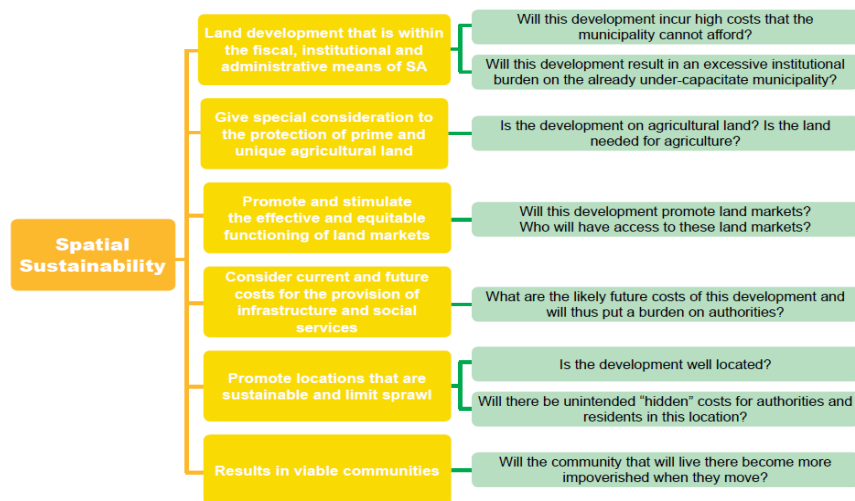 Spatial
Sustainability
Land development that is within
the fiscal, institutional and
administrative means of SA
Will this development incur high costs that the
municipality cannot afford?
Will this development result in an excessive institutional
burden on the already under-capacitate municipality?
Give special consideration to
the protection of prime and
unique agricultural land
Is the development on agricultural land? Is the land
needed for agriculture?
Promote and stimulate
the effective and equitable
functioning of land markets
Will this development promote land markets?
Who will have access to these land markets?
Consider current and future
costs for the provision of
infrastructure and social
services
What are the likely future costs of this development and
will thus put a burden on authorities?
Promote locations that are
sustainable and limit sprawl
Is the development well located?
Will there be unintended “hidden” costs for authorities and
residents in this location?
Results in viable communities
Will the community that will live there become more
impoverished when they move?